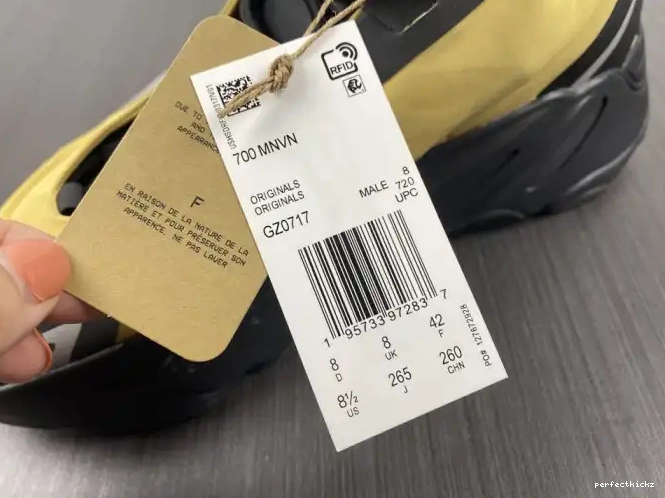 DUE TO
AND
APPEARANCE
F
EN RAISON DE LA NATURE DE LA
MATIÈRE ET POUR PRÉSERVER SON
APPARENCE, NE PAS LAVER
RFID
700 MNVN
ORIGINALS
ORIGINALS
MALE
8
720
UPC
GZ0717
1 95733 97283 7
8
D
8
UK
42
F
8½
US
265
J
260
CHN
PO# 127872928
perfectkickz